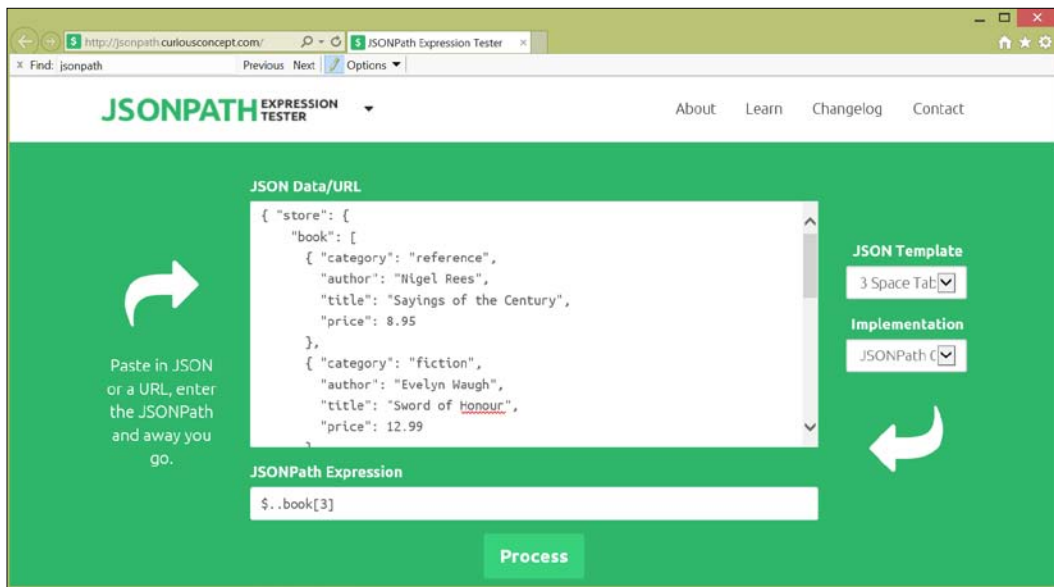 http://jsonpath.curiousconcept.com/
JSONPath Expression Tester
x Find: jsonpath Previous Next Options
JSONPATH EXPRESSION TESTER
About Learn Changelog Contact
JSON Data/URL
{ "store": {
"book": [
{ "category": "reference",
"author": "Nigel Rees",
"title": "Sayings of the Century",
"price": 8.95
},
{ "category": "fiction",
"author": "Evelyn Waugh",
"title": "Sword of Honour",
"price": 12.99
}
Paste in JSON
or a URL, enter
the JSONPath
and away you
go.
JSON Template
3 Space Tab
Implementation
JSONPath
JSONPath Expression
$..book[3]
Process